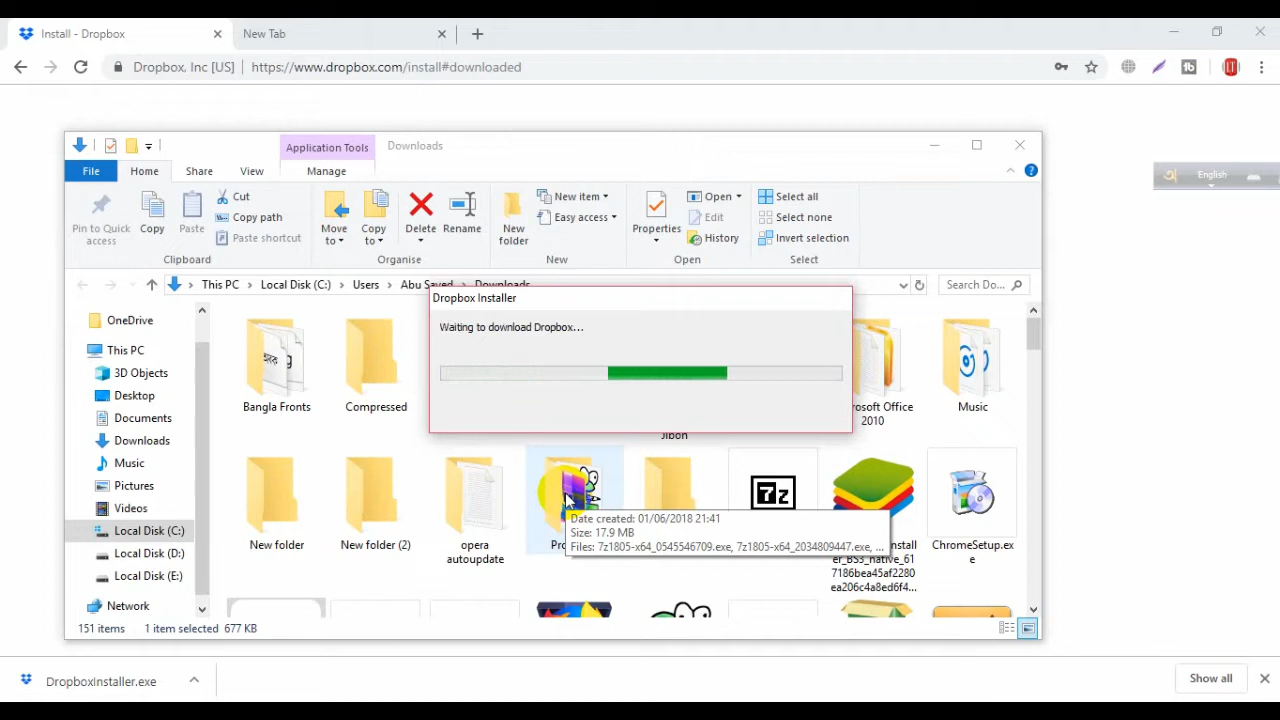 Install - Dropbox
New Tab
Dropbox, Inc [US]
https://www.dropbox.com/install#downloaded
Application Tools
Downloads
File
Home
Share
View
Manage
English
Pin to Quick
access
Copy
Paste
Cut
Copy path
Paste shortcut
Move
to
Copy
to
Delete
Rename
New
folder
New item
Easy access
Properties
Open
Edit
History
Select all
Select none
Invert selection
Clipboard
Organise
New
Open
Select
This PC
Local Disk (C:)
Users
Abu Sayed
Downloads
Search Do...
Dropbox Installer
Waiting to download Dropbox...
OneDrive
This PC
3D Objects
Desktop
Documents
Downloads
Music
Pictures
Videos
Local Disk (C:)
Local Disk (D:)
Local Disk (E:)
Network
Bangla Fronts
Compressed
Jibon
Office
2010
Music
New folder
New folder (2)
opera
autoupdate
7z
ChromeSetup.ex
e
er_BS3_native_61
7186bea45af2280
ea206c4a8ed6f4...
Date created: 01/06/2018 21:41
Size: 17.9 MB
Files: 7z1805-x64_0545546709.exe, 7z1805-x64_2034809447.exe, ...
151 items
1 item selected 677 KB
DropboxInstaller.exe
Show all